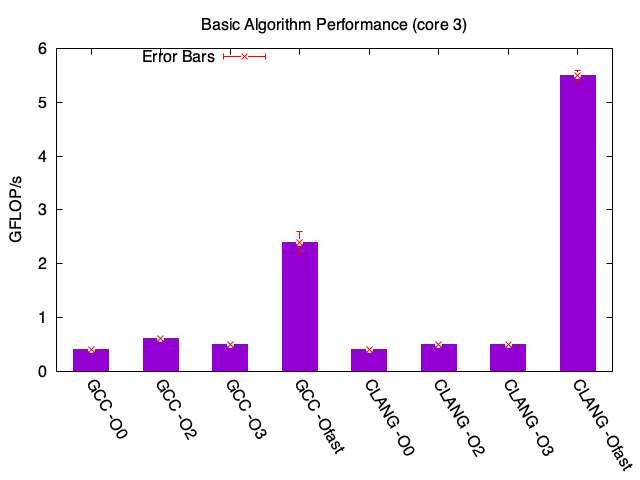 Basic Algorithm Performance (core 3)
Error Bars
GFLOP/s
6
5
4
3
2
1
0
GCC -O0
GCC -O2
GCC -O3
GCC -Ofast
CLANG -O0
CLANG -O2
CLANG -O3
CLANG -Ofast